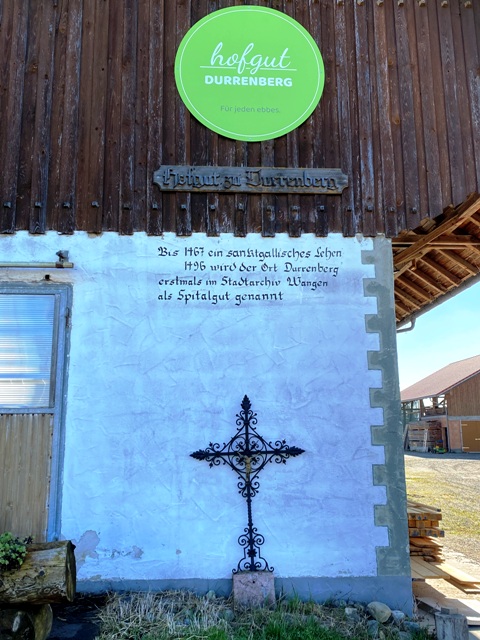 hofgut
DURRENBERG
Für jeden ebbes.
Hofgut zu Durrenberg
Bis 1467 ein sanktgallisches Lehen
1496 wird der Ort Durrenberg
erstmals im Stadtarchiv Wangen
als Spitalgut genannt